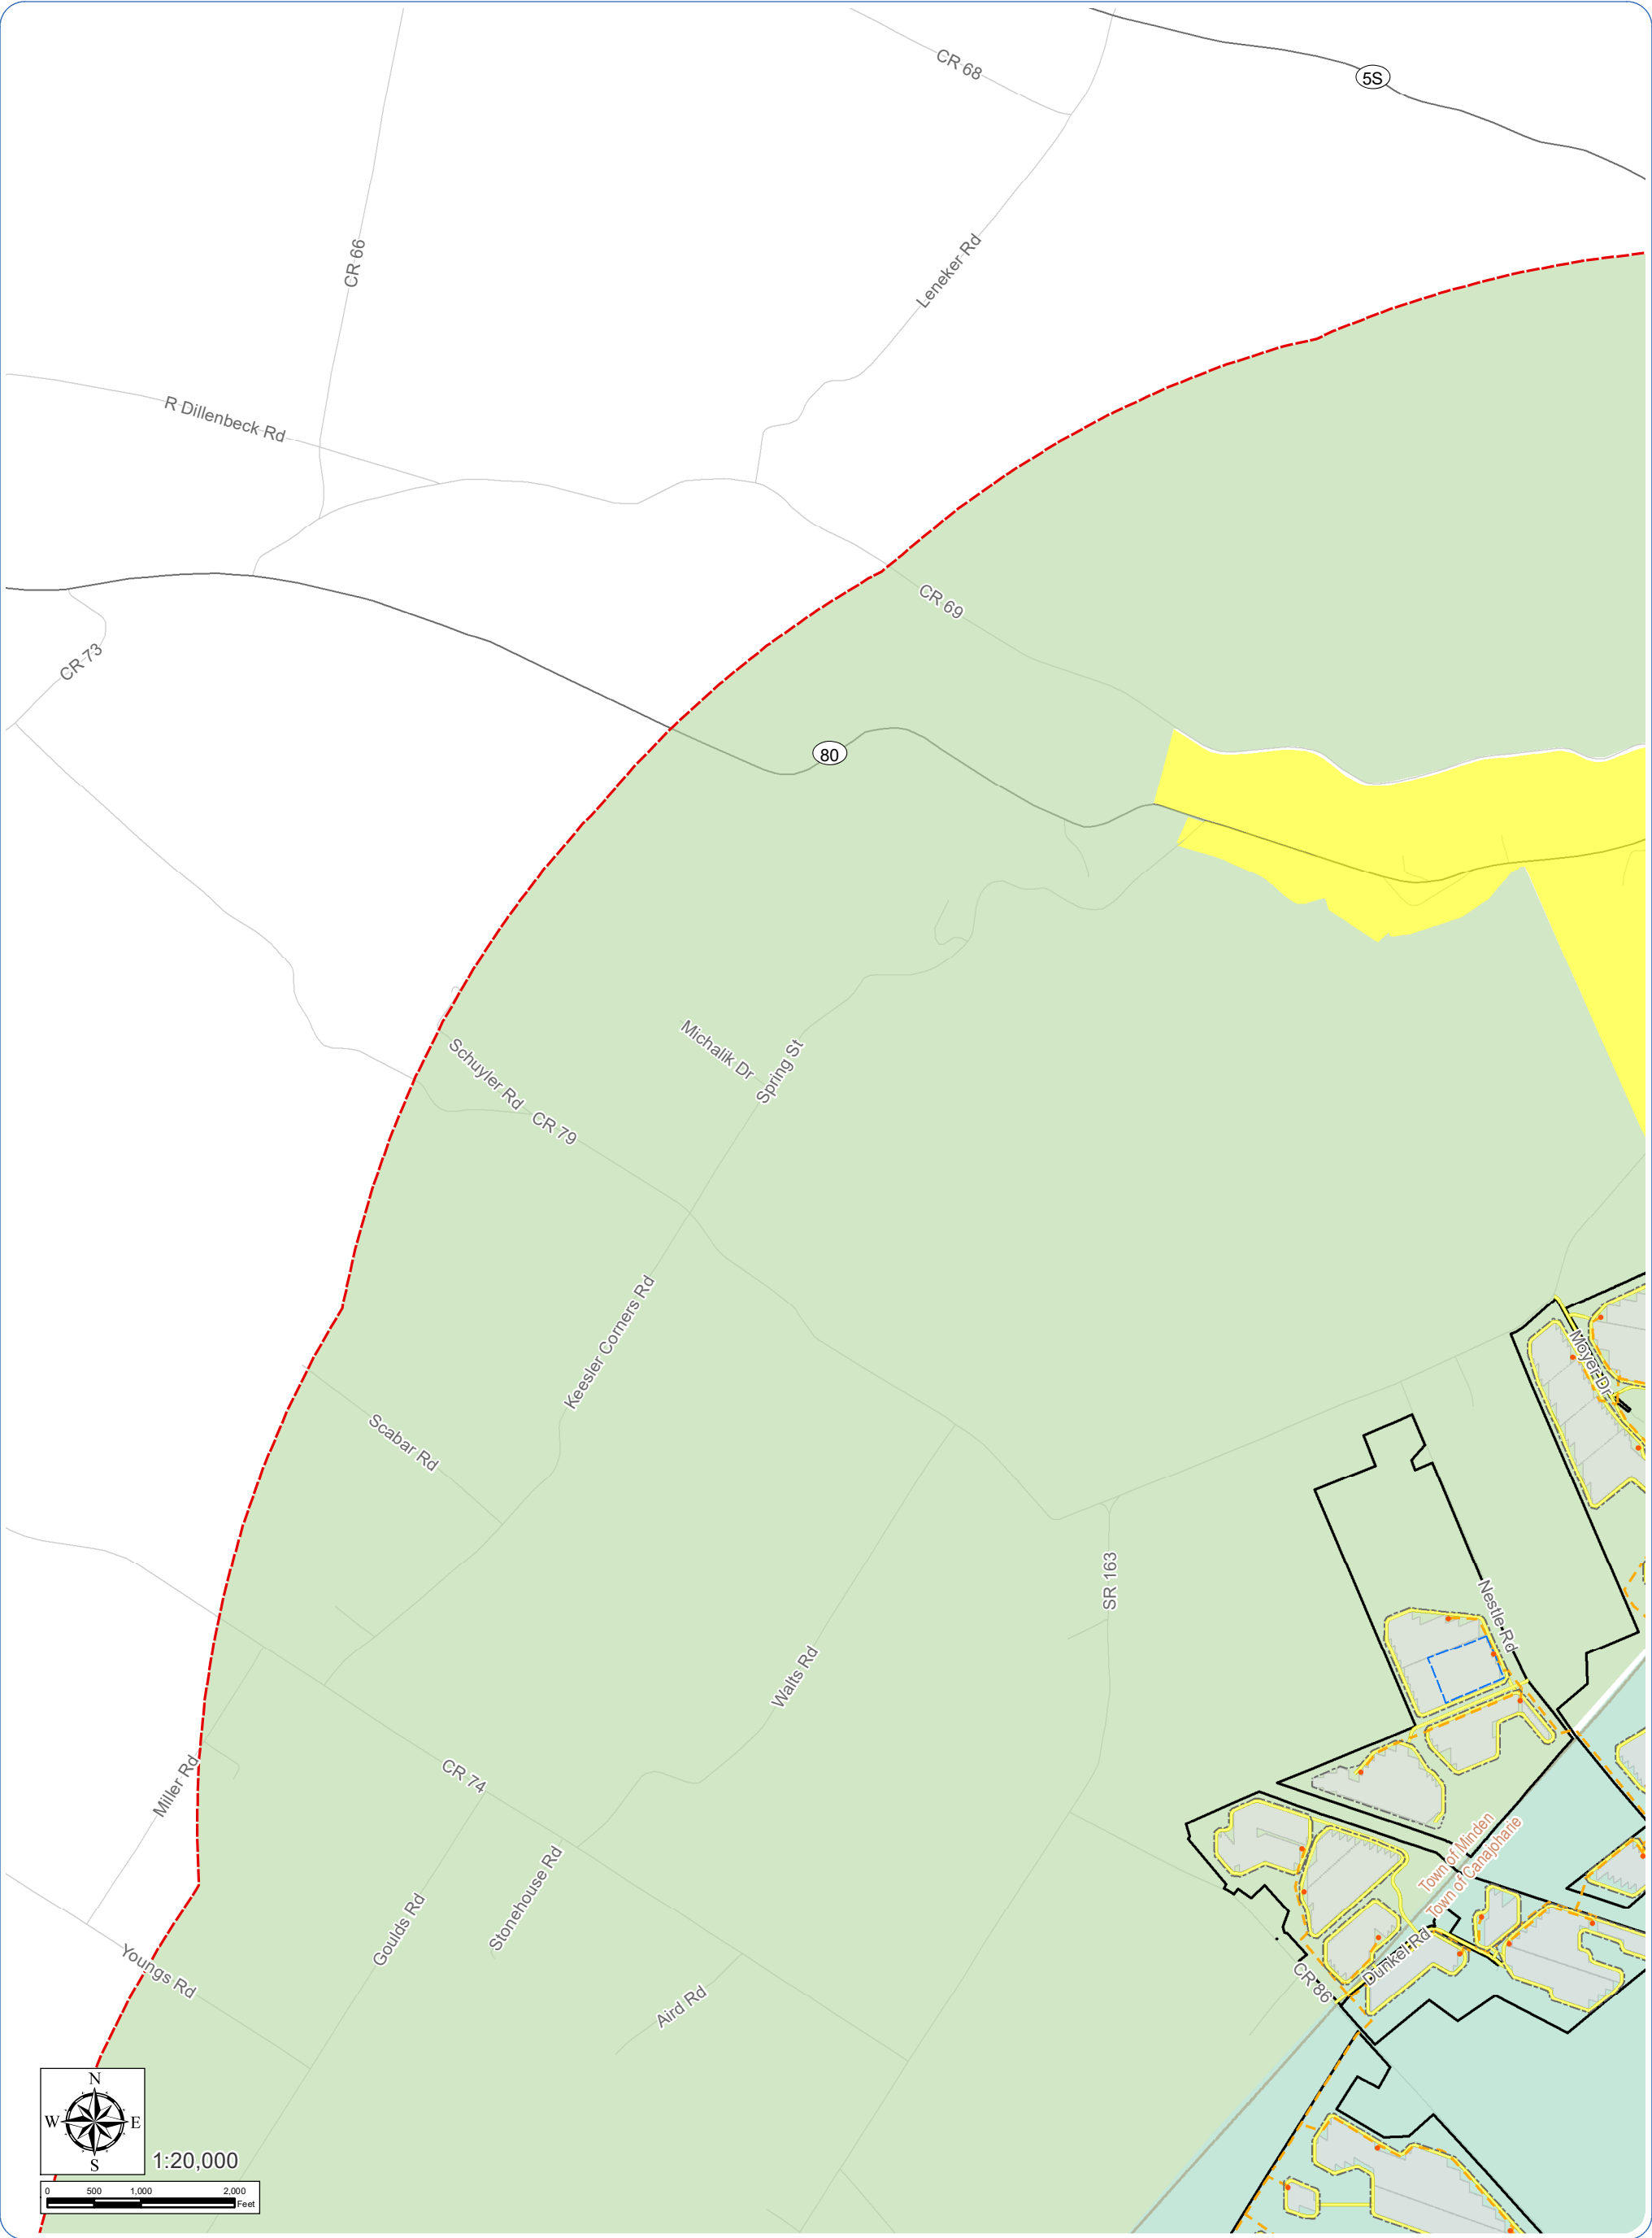 CR 68
5S
CR 66
Leneker Rd
R Dillenbeck Rd
CR 69
CR 73
80
Michalik Dr
Spring St
Schuyler Rd
CR 79
Keesler Corners Rd
Moyer Dr
Scabar Rd
SR 163
Nestle Rd
Walts Rd
Miller Rd
CR 74
Town of Minden
Town of Canajoharie
Stonehouse Rd
Goulds Rd
Dunkel Rd
Youngs Rd
CR 86
Aird Rd
N
W E
S
1:20,000
0 500 1,000 2,000
Feet